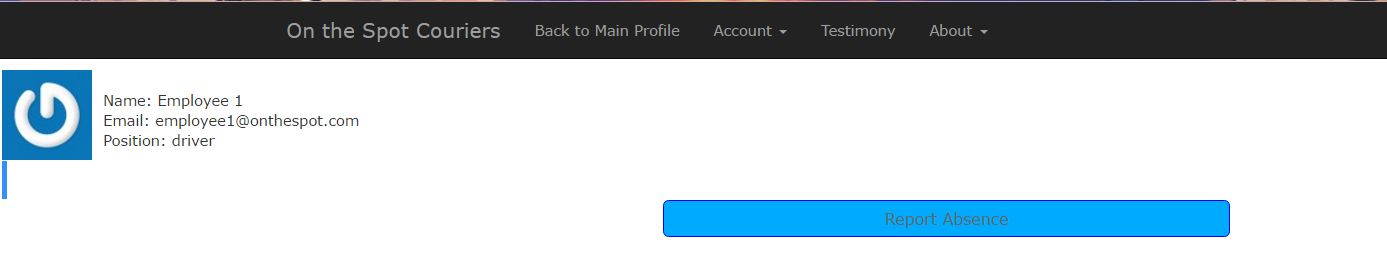 On the Spot Couriers Back to Main Profile Account Testimony About
Name: Employee 1
Email: employee1@onthespot.com
Position: driver
Report Absence